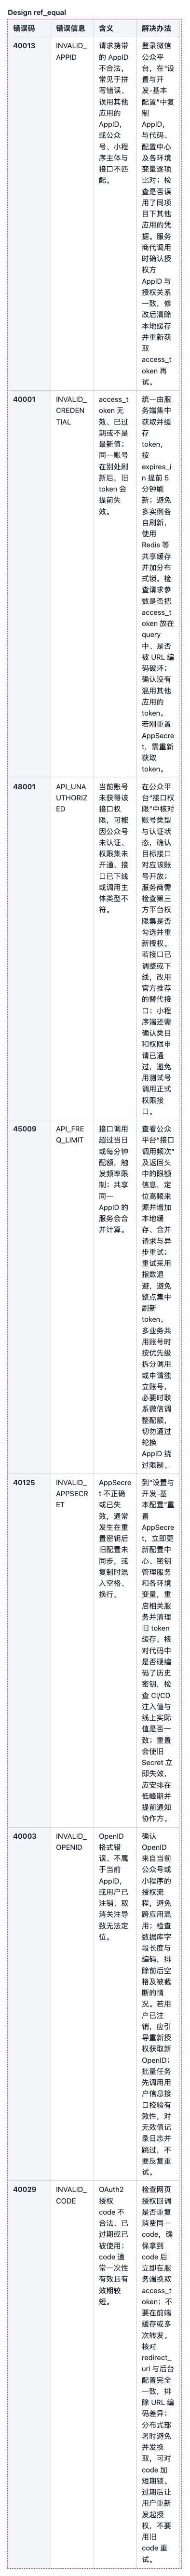 Design ref_equal
错误码 错误信息 含义 解决办法
40013
INVALID_
APPID
请求携带
的 AppID
不合法,
常见于拼
写错误、
误用其他
应用的
AppID,
或公众
号、小程
序主体与
接口不匹
配。
登录微信
公众平
台，在“设
置与开
发-基本
配置”中复
制
AppID,
与代码、
配置中心
及各环境
变量逐项
比对；检
查是否误
用了同项
目下其他
应用的凭
据。服务
商代调用
时确认授
权方
AppID 与
授权关系
一致，修
改后清除
本地缓存
并重新获
取
access_t
oken 再
试。
40001
INVALID_
CREDEN
TIAL
access_t
oken 无
效、已过
期或不是
最新值；
同一账号
在别处刷
新后，旧
token 会
提前失
效。
统一由服
务端集中
获取并缓
存
token,
按
expires_i
n 提前 5
分钟刷
新；避免
多实例各
自刷新，
使用
Redis 等
共享缓存
并加分布
式锁。检
查请求参
数是否把
access_t
oken 放在
query
中、是否
被 URL 编
码破坏；
确认没有
混用其他
应用的
token。
若刚重置
AppSecre
t，需重新
获取
token。
48001
API_UNA
UTHORIZ
ED
当前账号
未获得该
接口权
限，可能
因公众号
未认证、
权限集未
开通、接
口已下线
或调用主
体类型不
符。
在公众平
台“接口权
限”中核对
账号类型
与认证状
态，确认
目标接口
对应该账
号开放；
服务商需
检查第三
方平台权
限集是否
勾选并重
新授权。
若接口已
调整或下
线，改用
官方推荐
的替代接
口；小程
序端还需
确认类目
和权限申
请已通
过，避免
用测试号
调用正式
权限接
口。
45009
API_FRE
Q_LIMIT
接口调用
超过当日
或每分钟
配额，触
发频率限
制；共享
同一
AppID 的
服务会合
并计算。
查看公众
平台“接口
调用频次”
及返回头
中的限额
信息，定
位高频来
源并增加
本地缓
存、合并
请求与异
步重试；
重试采用
指数退
避，避免
整点集中
刷新
token。
多业务共
用账号时
按优先级
拆分调用
或申请独
立账号，
必要时联
系微信调
整配额，
切勿通过
轮换
AppID 绕
过限制。
40125
INVALID_
APPSECR
ET
AppSecre
t 不正确
或已失
效，通常
发生在重
置密钥后
旧配置未
同步，或
复制时混
入空格、
换行。
到“设置与
开发-基
本配置”重
置
AppSecre
t，立即更
新配置中
心、密钥
管理服务
和各环境
变量，重
启相关服
务并清理
旧 token
缓存。核
对代码中
是否硬编
码了历史
密钥，检
查 CI/CD
注入值与
线上实际
值是否一
致；重置
会使旧
Secret 立
即失效，
应安排在
低峰期并
提前通知
协作方。
40003
INVALID_
OPENID
OpenID
格式错
误、不属
于当前
AppID,
或用户已
注销、取
消关注导
致无法定
位。
确认
OpenID
来自当前
公众号或
小程序的
授权流
程，避免
跨应用混
用；检查
数据库字
段长度与
编码，排
除前后空
格及被截
断的情
况。若用
户已注
销，应引
导重新授
权获取新
OpenID；
批量任务
先调用用
户信息接
口校验有
效性，对
无效值记
录日志并
跳过，不
要反复重
试。
40029
INVALID_
CODE
OAuth2
授权
code 不
合法、已
过期或已
被使用；
code 通
常一次性
有效且有
效期较
短。
检查网页
授权回调
是否重复
消费同一
code，确
保拿到
code 后
立即在服
务端换取
access_t
oken；不
要在前端
缓存或多
次转发。
核对
redirect_
uri 与后台
配置完全
一致，排
除 URL 编
码差异；
分布式部
署时避免
并发换
取，可对
code 加
短期锁。
过期后让
用户重新
发起授
权，不要
用旧
code 重
试。